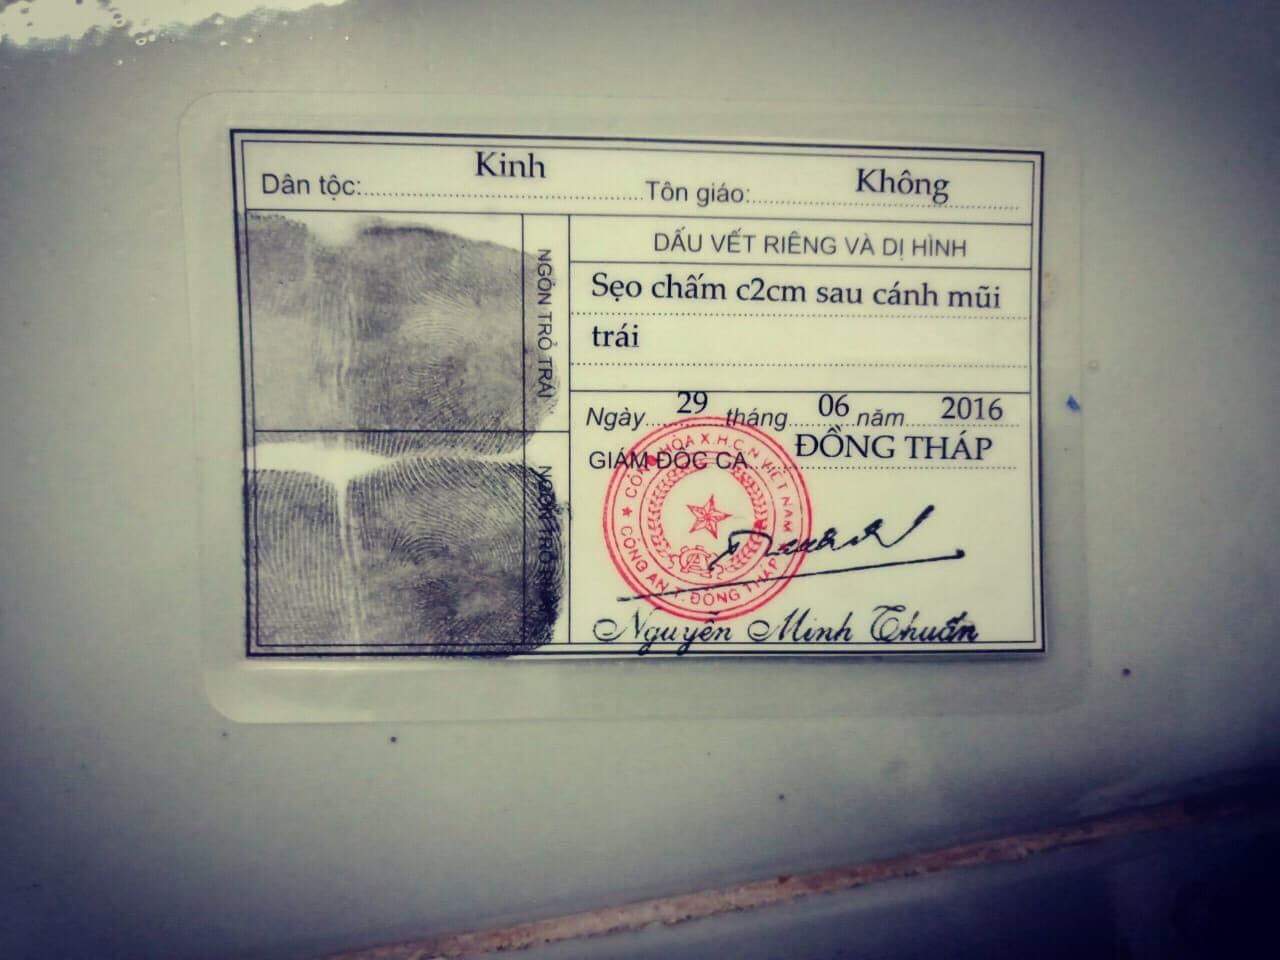 Dân tộc: Kinh Tôn giáo: Không
NGÓN TRỎ TRÁI
NGÓN TRỎ
DẤU VẾT RIÊNG VÀ DỊ HÌNH
Sẹo chấm c2cm sau cánh mũi
trái
Ngày 29 tháng 06 năm 2016
GIÁM ĐỐC CA ĐỒNG THÁP
CỘNG HÒA X.H.C.N VIỆT NAM
CÔNG AN T. ĐỒNG THÁP
Nguyễn Minh Thuấn